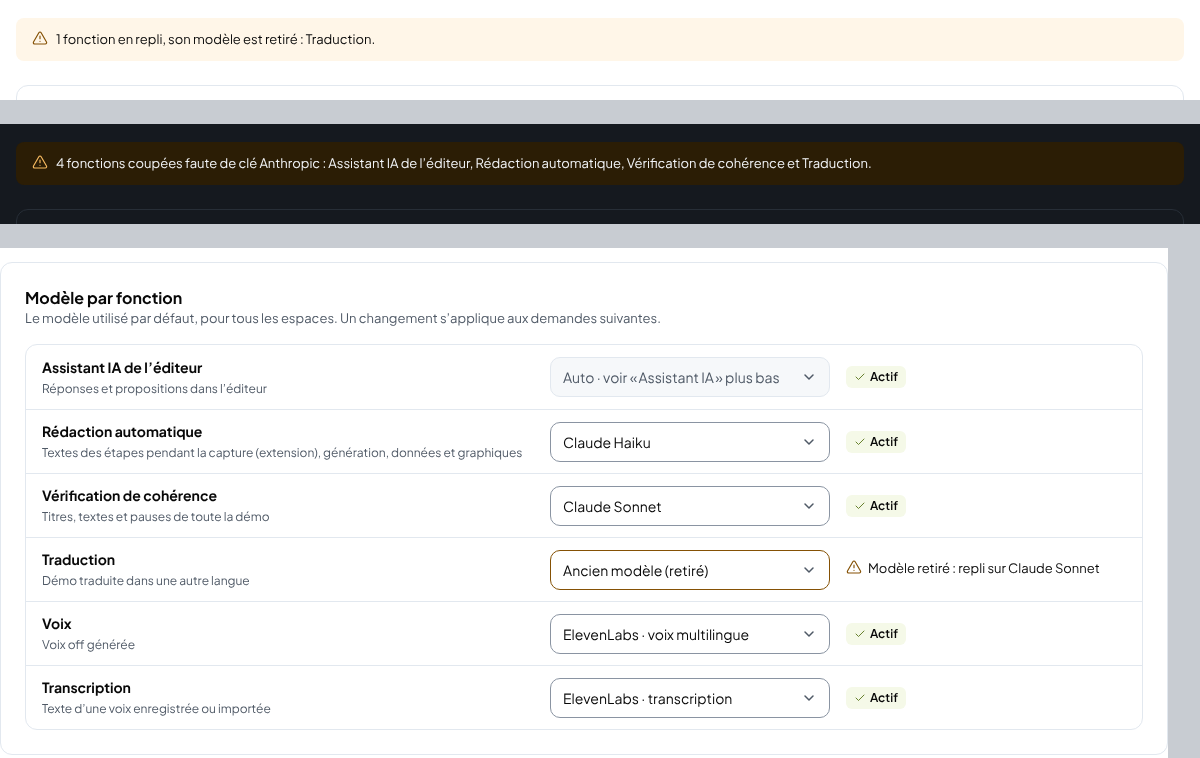 1 fonction en repli, son modèle est retiré : Traduction.
4 fonctions coupées faute de clé Anthropic : Assistant IA de l’éditeur, Rédaction automatique, Vérification de cohérence et Traduction.
Modèle par fonction
Le modèle utilisé par défaut, pour tous les espaces. Un changement s’applique aux demandes suivantes.
Assistant IA de l’éditeur
Réponses et propositions dans l’éditeur
Auto · voir « Assistant IA » plus bas
Actif
Rédaction automatique
Textes des étapes pendant la capture (extension), génération, données et graphiques
Claude Haiku
Actif
Vérification de cohérence
Titres, textes et pauses de toute la démo
Claude Sonnet
Actif
Traduction
Démo traduite dans une autre langue
Ancien modèle (retiré)
Modèle retiré : repli sur Claude Sonnet
Voix
Voix off générée
ElevenLabs · voix multilingue
Actif
Transcription
Texte d’une voix enregistrée ou importée
ElevenLabs · transcription
Actif